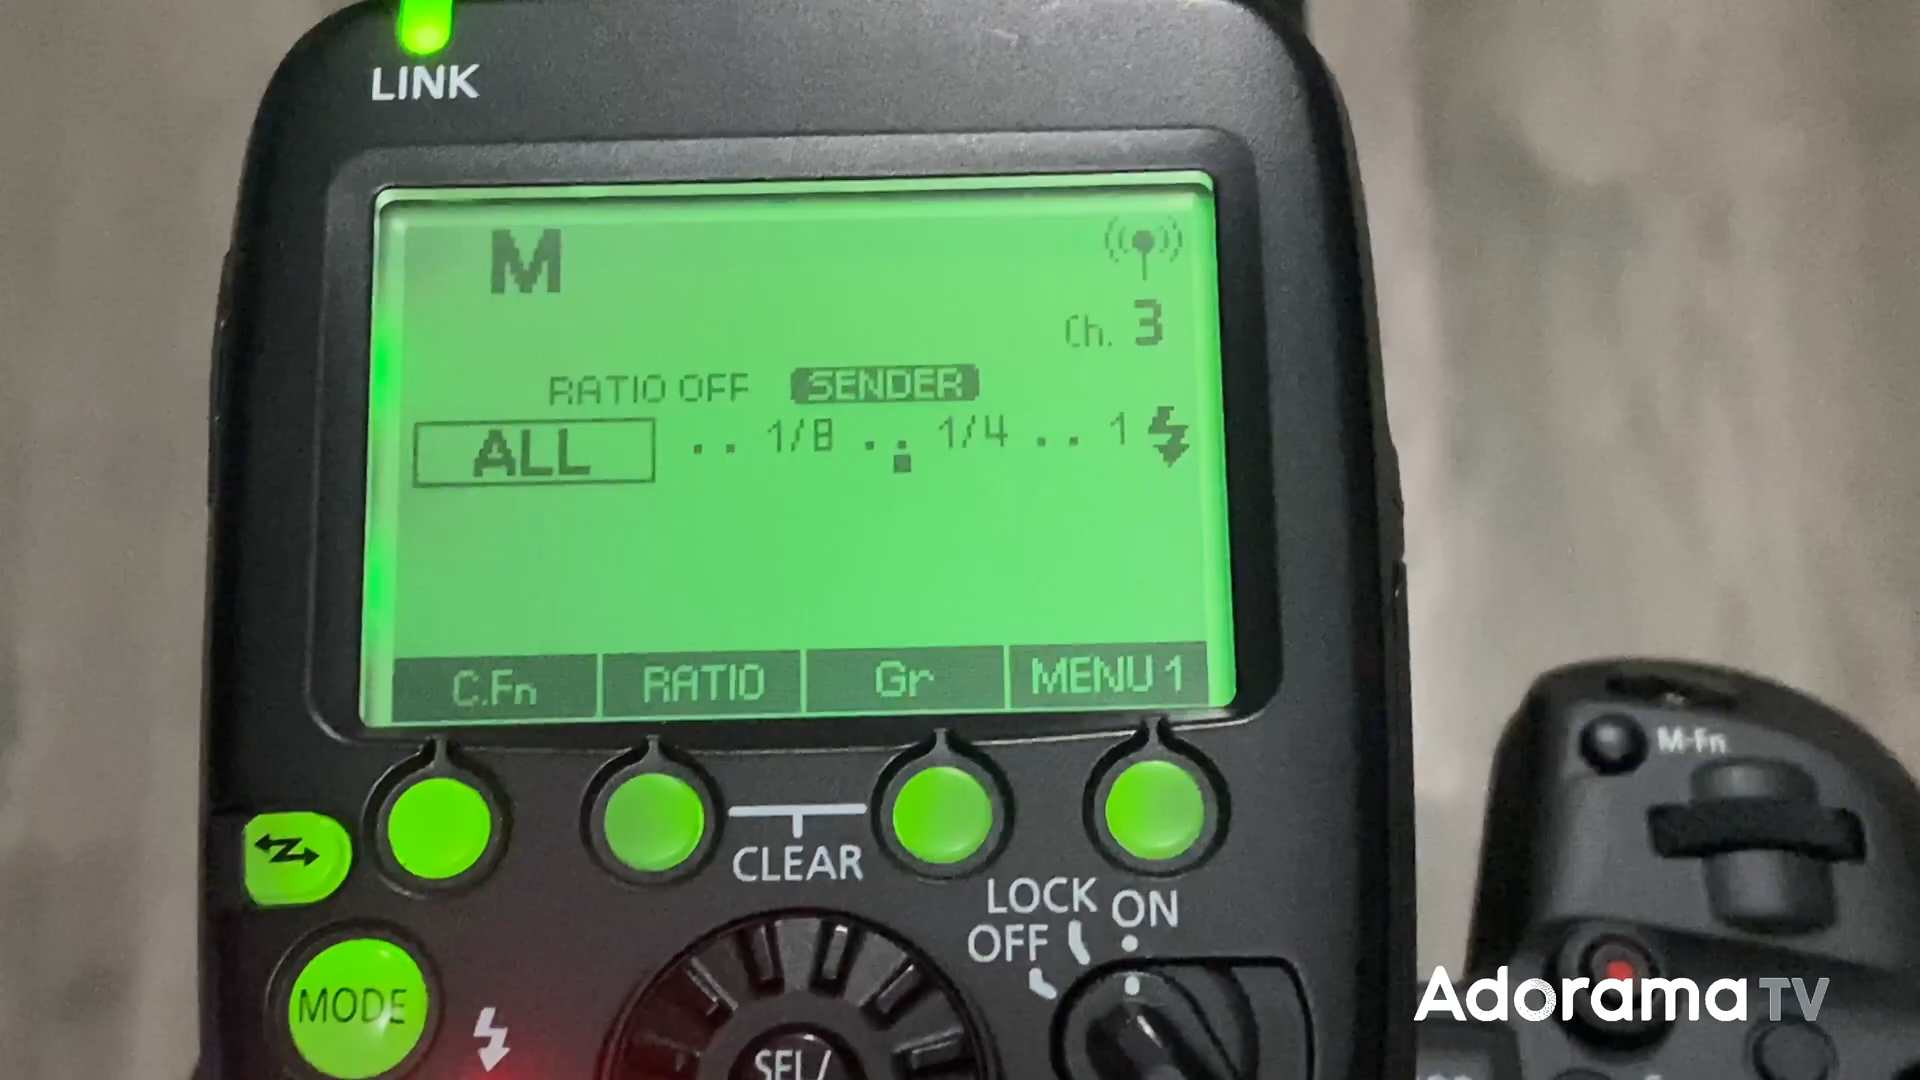 LINK
M
Ch. 3
RATIO OFF SENDER
ALL .. 1/8 .. 1/4 .. 1
C.Fn RATIO Gr MENU 1
CLEAR
LOCK ON
OFF
MODE
SEL/
M-Fn
Adorama TV